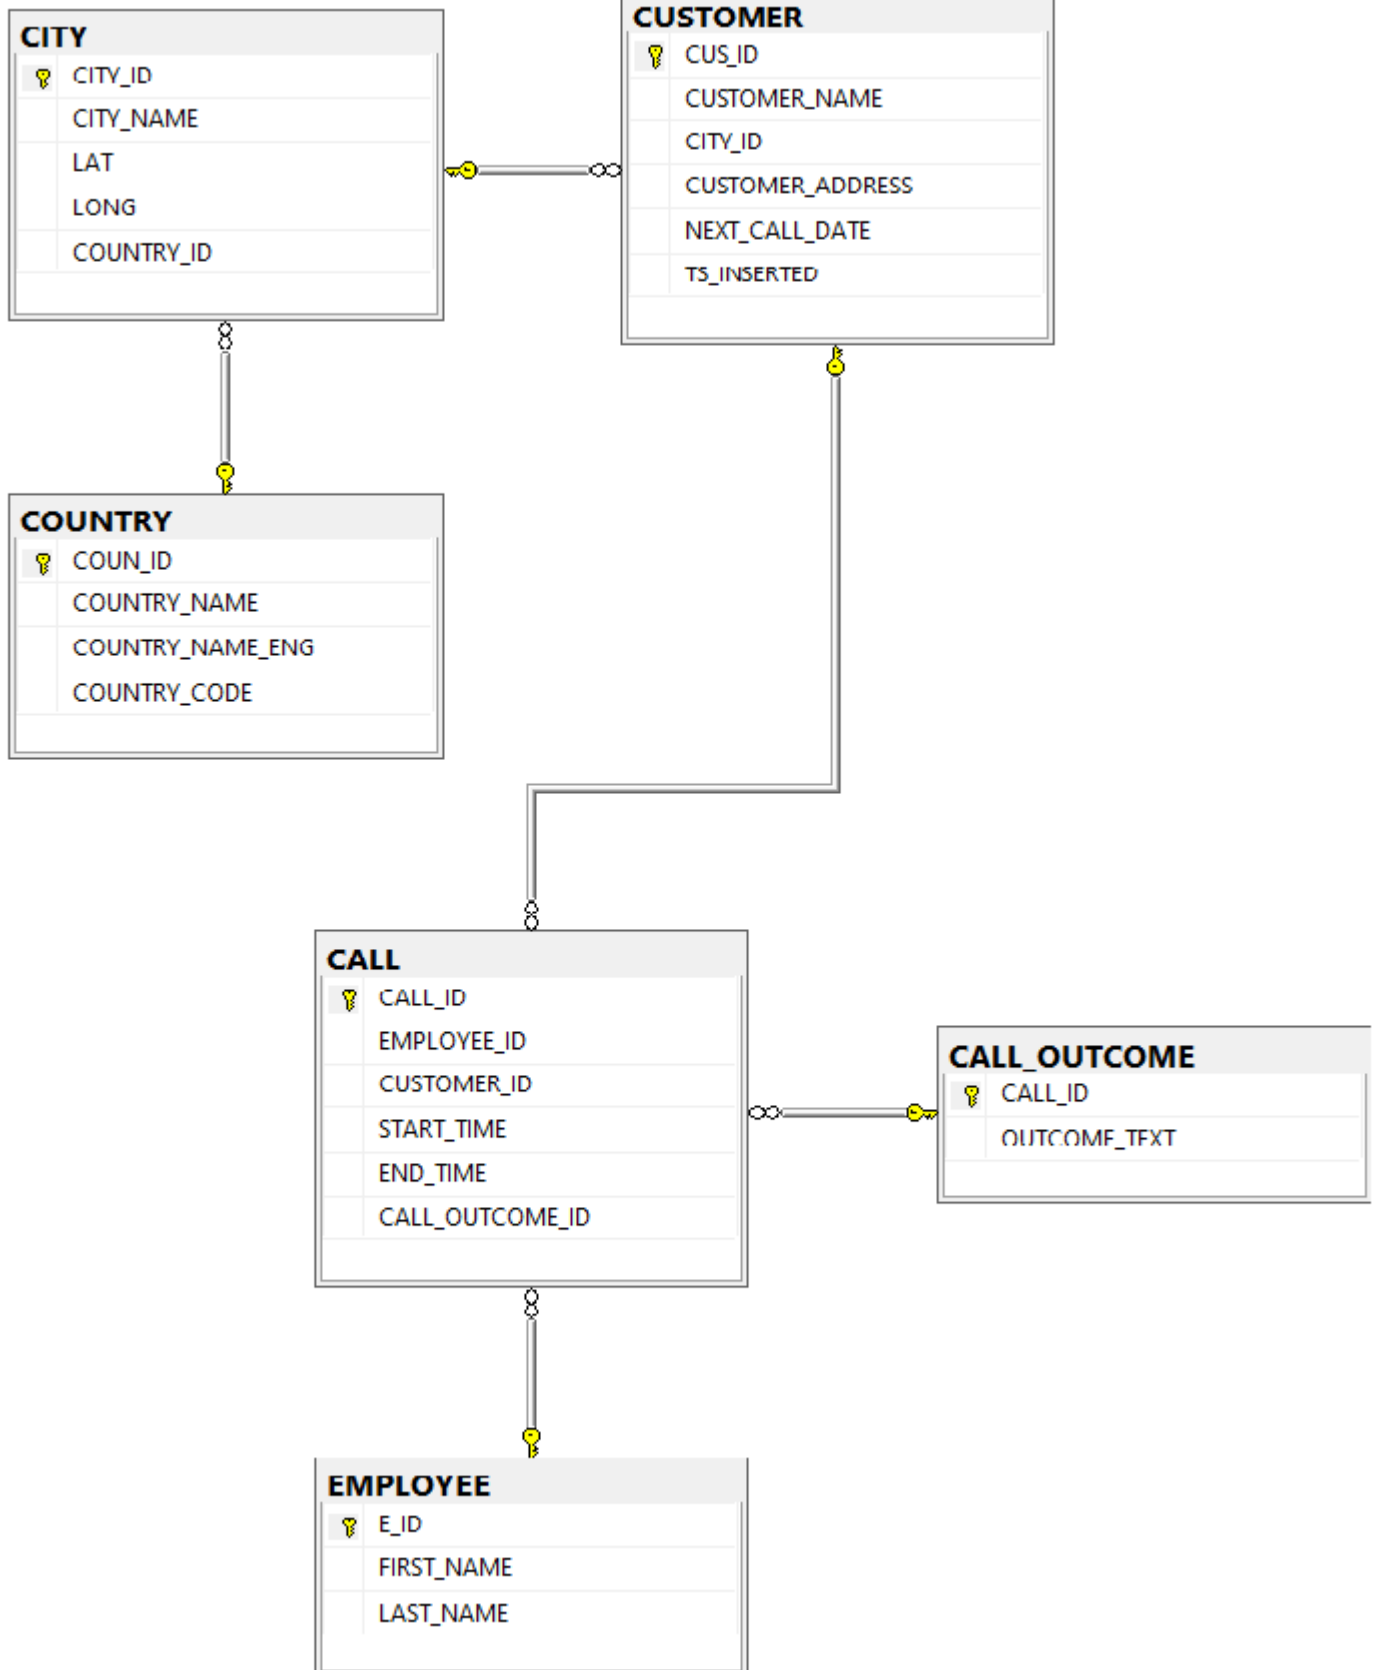 CITY
CITY_ID
CITY_NAME
LAT
LONG
COUNTRY_ID
CUSTOMER
CUS_ID
CUSTOMER_NAME
CITY_ID
CUSTOMER_ADDRESS
NEXT_CALL_DATE
TS_INSERTED
COUNTRY
COUN_ID
COUNTRY_NAME
COUNTRY_NAME_ENG
COUNTRY_CODE
CALL
CALL_ID
EMPLOYEE_ID
CUSTOMER_ID
START_TIME
END_TIME
CALL_OUTCOME_ID
CALL_OUTCOME
CALL_ID
OUTCOME_TEXT
EMPLOYEE
E_ID
FIRST_NAME
LAST_NAME